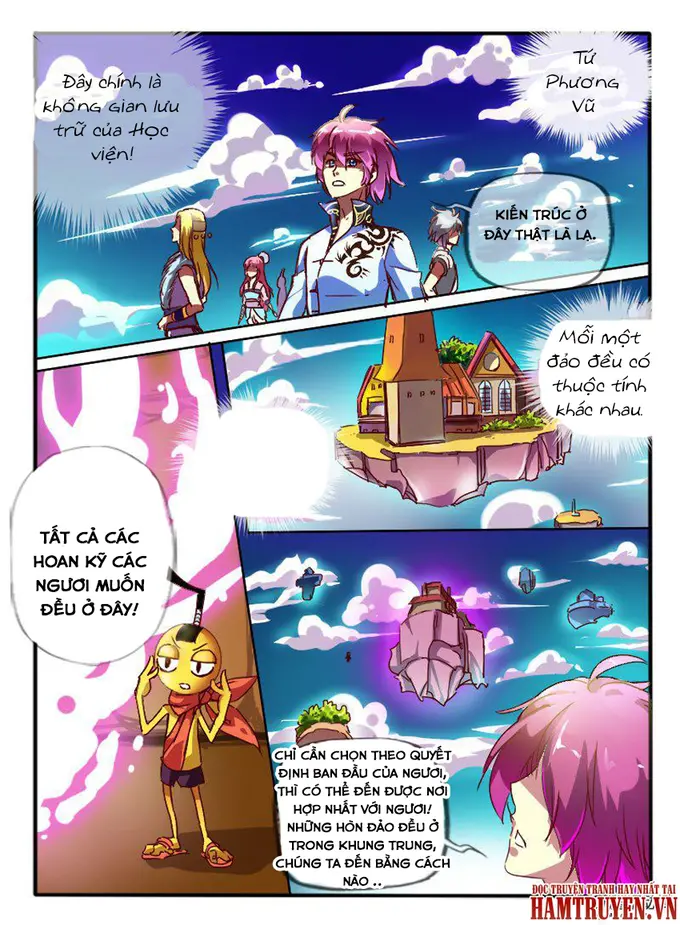 Đây chính là
không gian lưu
trữ của Học
viện!
Tứ
Phương
Vũ
KIẾN TRÚC Ở
ĐÂY THẬT LÀ LẠ.
Mỗi một
đảo đều có
thuộc tính
khác nhau.
TẤT CẢ CÁC
HOAN KỸ CÁC
NGƯƠI MUỐN
ĐỀU Ở ĐÂY!
CHỈ CẦN CHỌN THEO QUYẾT
ĐỊNH BAN ĐẦU CỦA NGƯƠI,
THÌ CÓ THỂ ĐẾN ĐƯỢC NƠI
HỢP NHẤT VỚI NGƯƠI!
NHỮNG HÒN ĐẢO ĐỀU Ở
TRONG KHUNG TRUNG,
CHÚNG TA ĐẾN BẰNG CÁCH
NÀO ..
ĐỌC TRUYỆN TRANH HAY NHẤT TẠI
HAMTRUYEN.VN